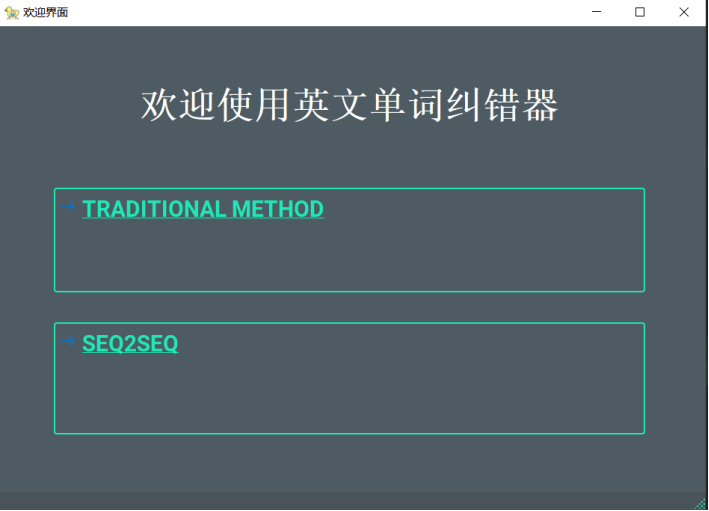 欢迎界面
欢迎使用英文单词纠错器
→ TRADITIONAL METHOD
→ SEQ2SEQ